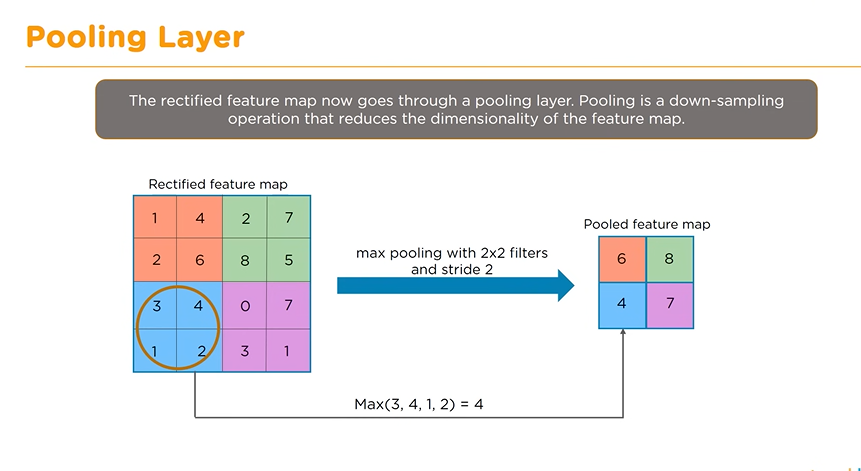 Pooling Layer
The rectified feature map now goes through a pooling layer. Pooling is a down-sampling
operation that reduces the dimensionality of the feature map.
Rectified feature map
1 4 2 7
2 6 8 5
3 4 0 7
1 2 3 1
max pooling with 2x2 filters
and stride 2
Pooled feature map
6 8
4 7
Max(3, 4, 1, 2) = 4